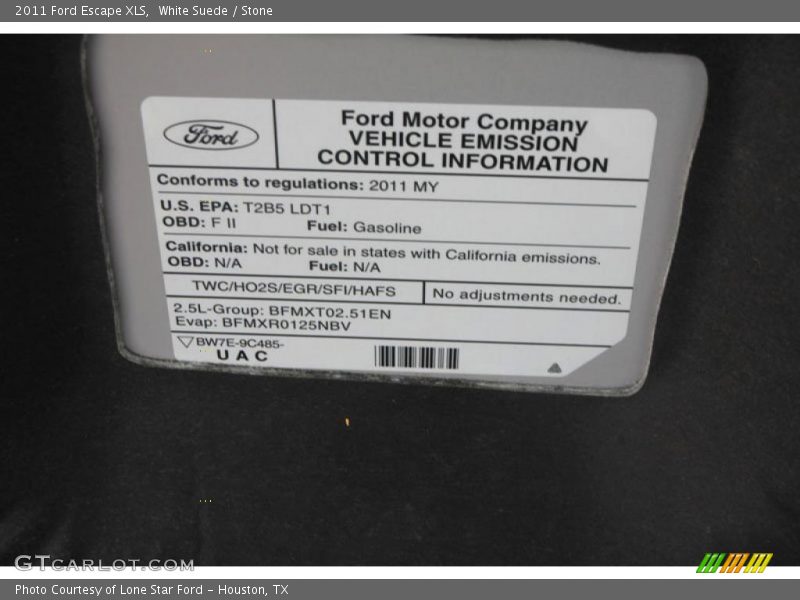 2011 Ford Escape XLS, White Suede / Stone
Ford
Ford Motor Company
VEHICLE EMISSION
CONTROL INFORMATION
Conforms to regulations: 2011 MY
U.S. EPA: T2B5 LDT1
OBD: F II Fuel: Gasoline
California: Not for sale in states with California emissions.
OBD: N/A Fuel: N/A
TWC/HO2S/EGR/SFI/HAFS No adjustments needed.
2.5L-Group: BFMXT02.51EN
Evap: BFMXR0125NBV
BW7E-9C485-
U A C
GTCARLOT.COM
Photo Courtesy of Lone Star Ford - Houston, TX